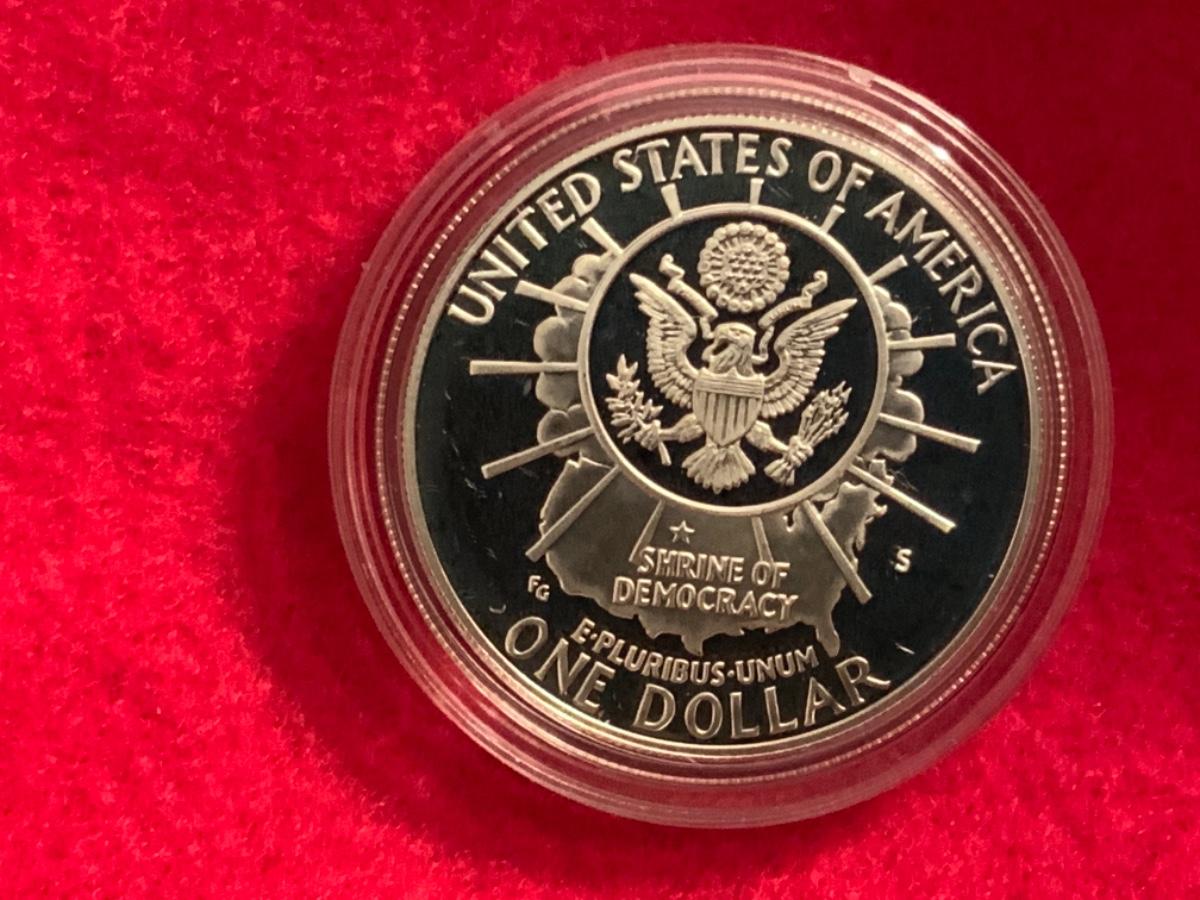 UNITED STATES OF AMERICA
SHRINE OF
DEMOCRACY
FG
S
E·PLURIBUS·UNUM
ONE DOLLAR